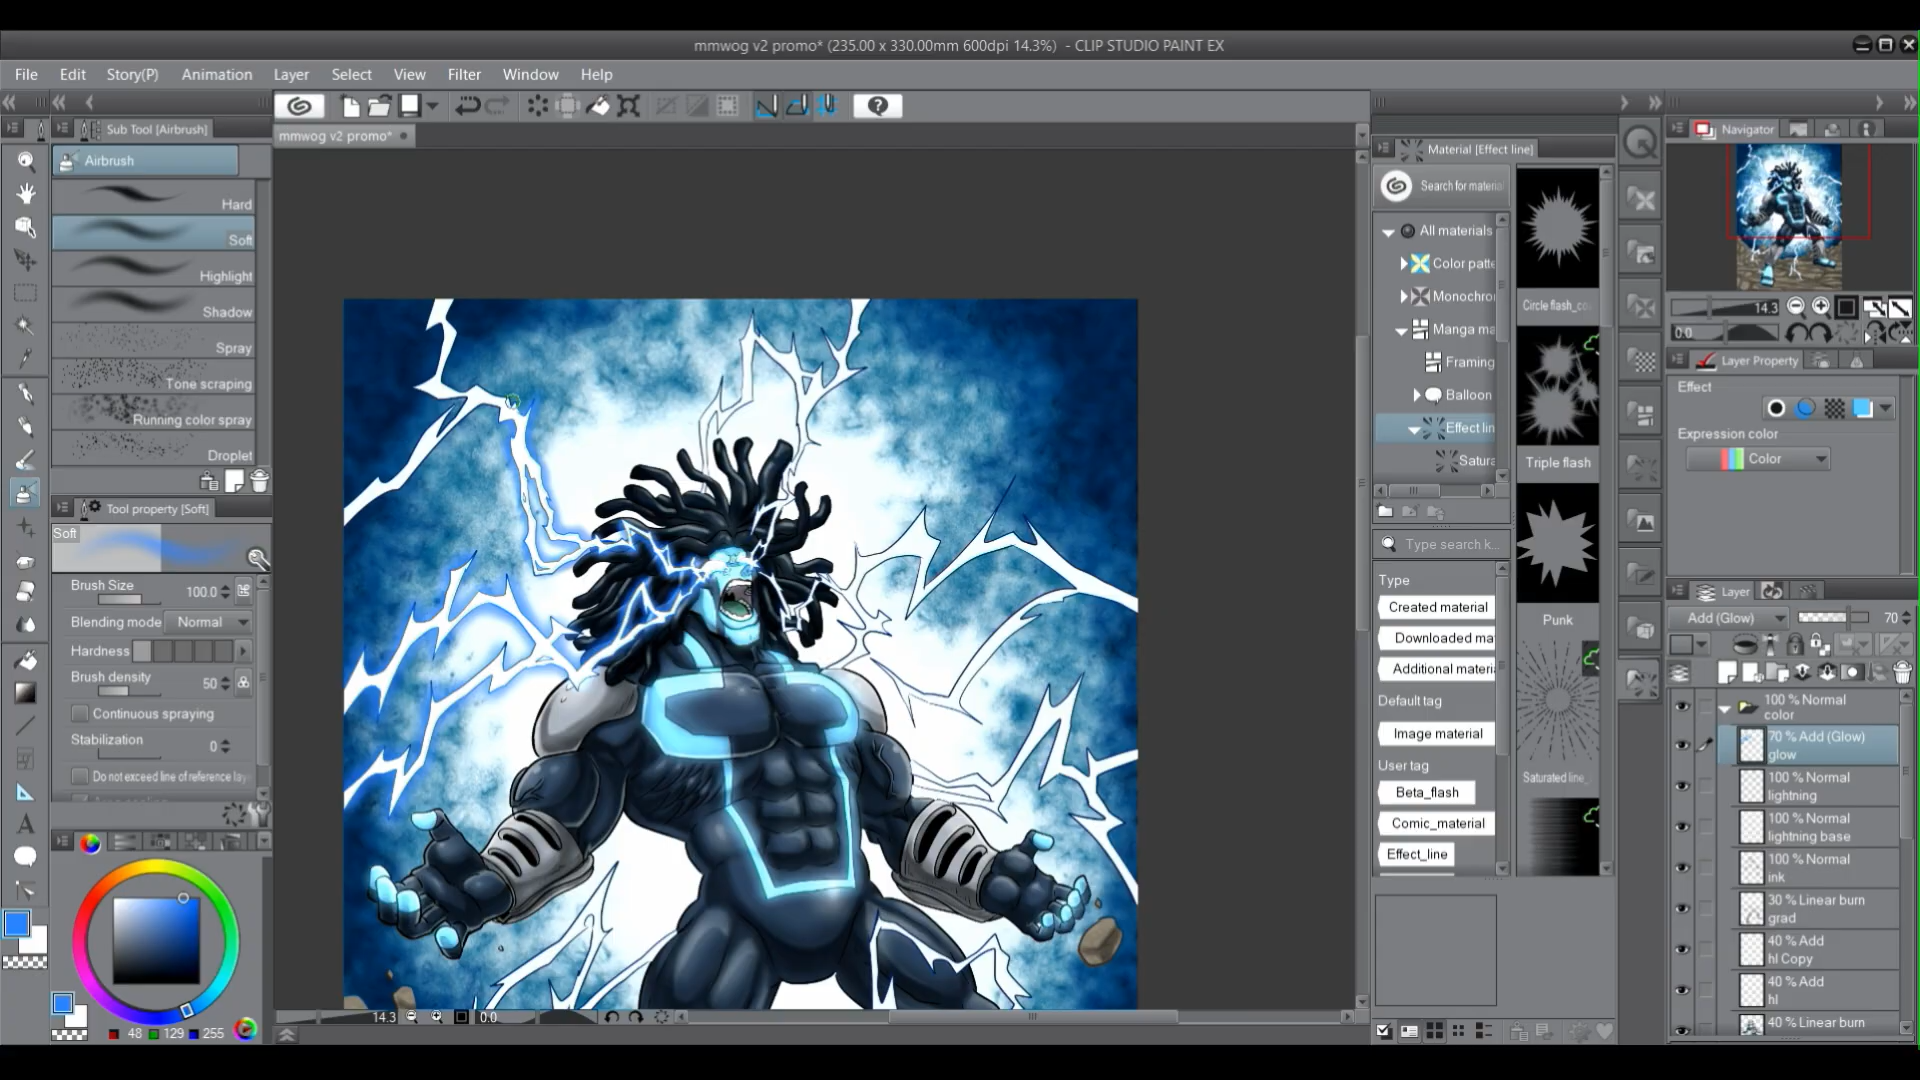 mmwog v2 promo* (235.00 x 330.00mm 600dpi 14.3%) - CLIP STUDIO PAINT EX
File Edit Story(P) Animation Layer Select View Filter Window Help
Sub Tool [Airbrush]
Airbrush
Hard
Soft
Highlight
Shadow
Spray
Tone scraping
Running color spray
Droplet
Tool property [Soft]
Soft
Brush Size 100.0
Blending mode Normal
Hardness
Brush density 50
Continuous spraying
Stabilization 0
Do not exceed line of reference lay
48 129 255
mmwog v2 promo*
14.3 0.0
Material [Effect line]
Search for material
All materials
Color patte
Monochro
Manga ma
Framing
Balloon
Effect lin
Satura
Type search k...
Type
Created material
Downloaded ma
Additional materi
Default tag
Image material
User tag
Beta_flash
Comic_material
Effect_line
Circle flash_co
Triple flash
Punk
Saturated line_
Navigator
14.3
0.0
Layer Property
Effect
Expression color
Color
Layer
Add (Glow) 70
100 % Normal
color
70 % Add (Glow)
glow
100 % Normal
lightning
100 % Normal
lightning base
100 % Normal
ink
30 % Linear burn
grad
40 % Add
hl Copy
40 % Add
hl
40 % Linear burn